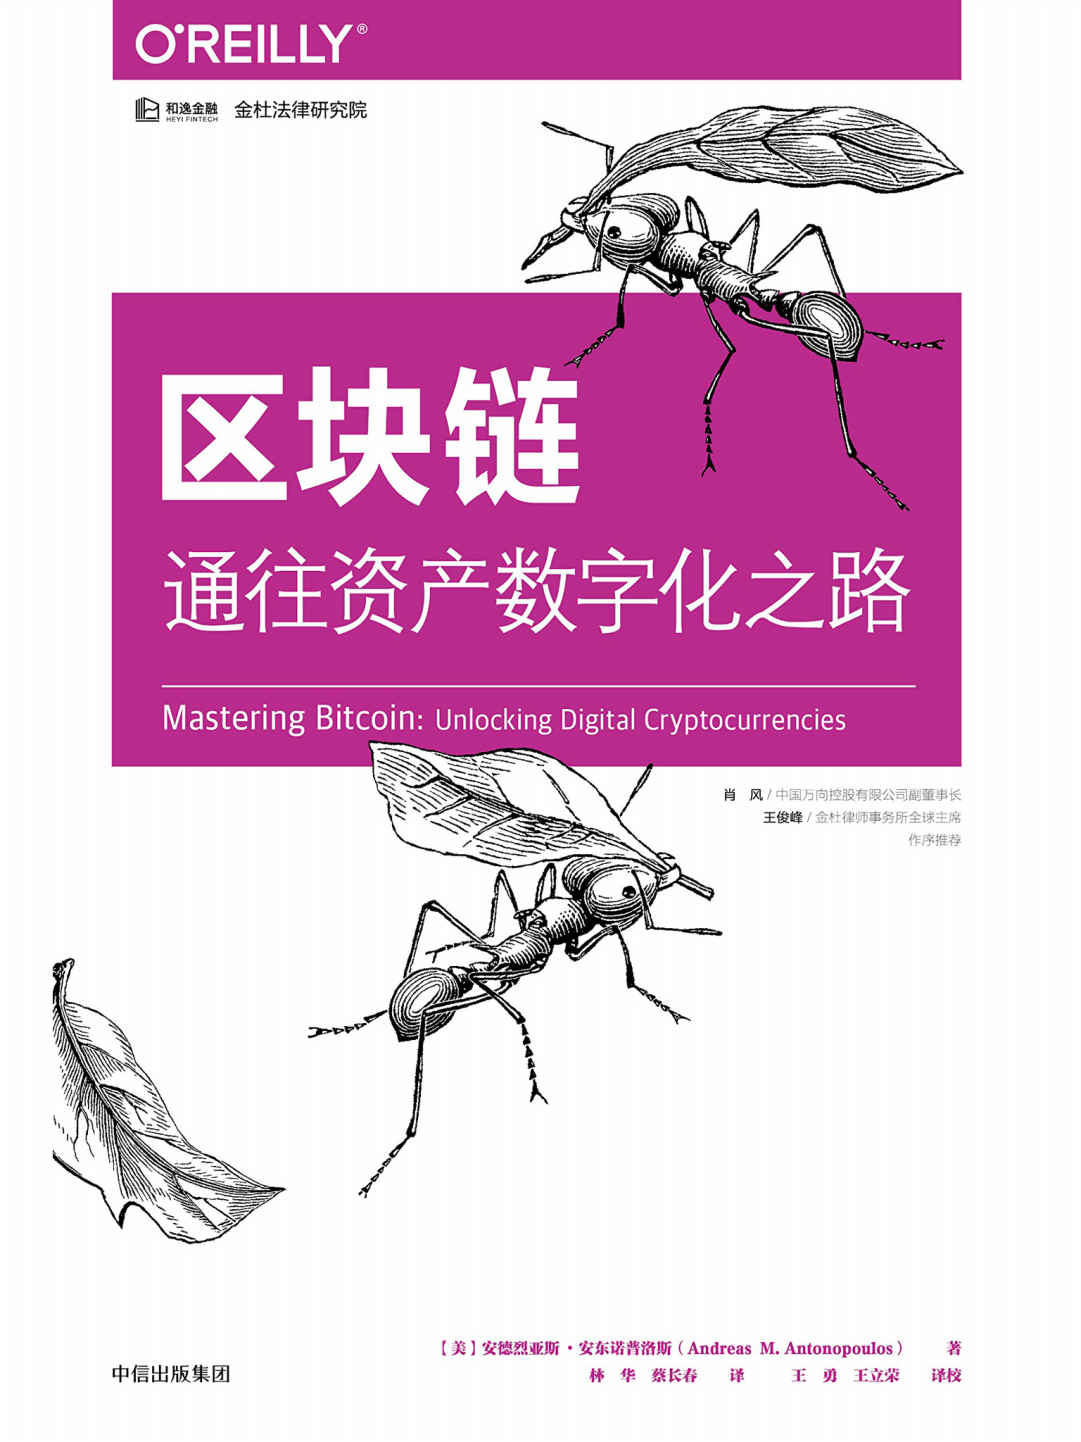 O'REILLY®
和逸金融
HEYI FINTECH
金杜法律研究院
区块链
通往资产数字化之路
Mastering Bitcoin: Unlocking Digital Cryptocurrencies
肖 风 / 中国万向控股有限公司副董事长
王俊峰 / 金杜律师事务所全球主席
作序推荐
【美】安德烈亚斯·安东诺普洛斯（Andreas M. Antonopoulos） 著
林 华 蔡长春 译 王 勇 王立荣 译校
中信出版集团